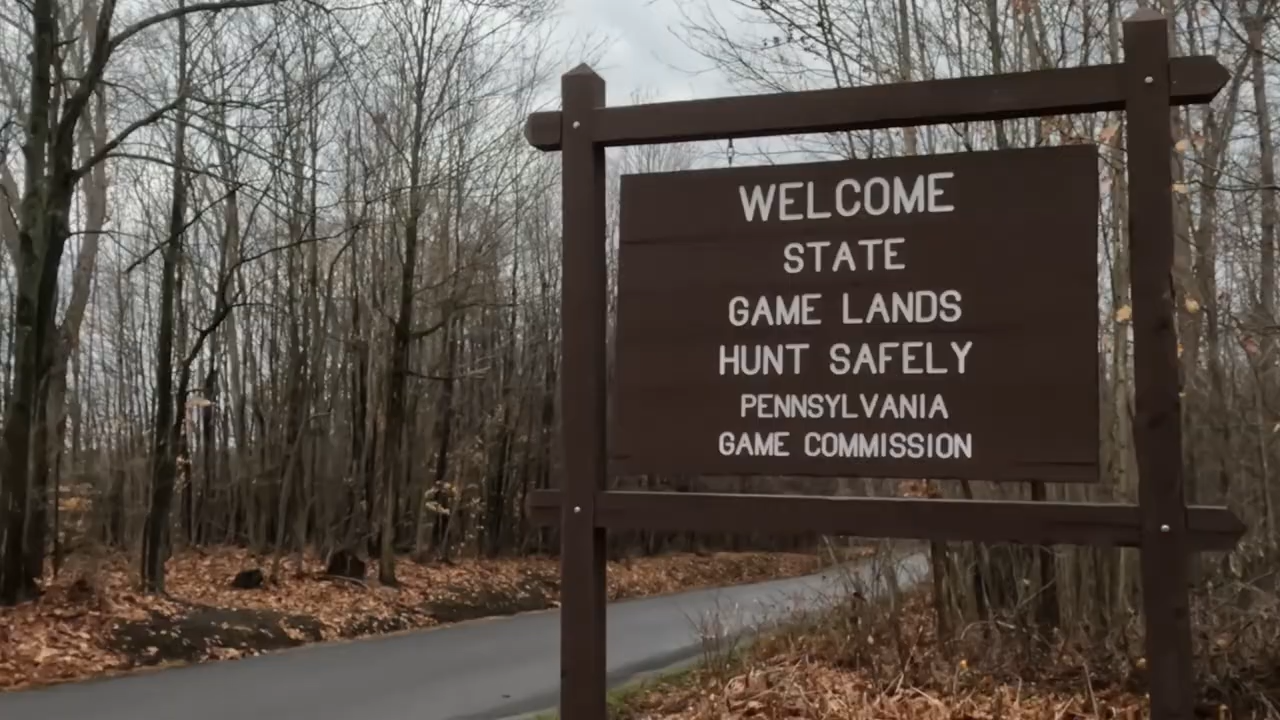 WELCOME
STATE
GAME LANDS
HUNT SAFELY
PENNSYLVANIA
GAME COMMISSION